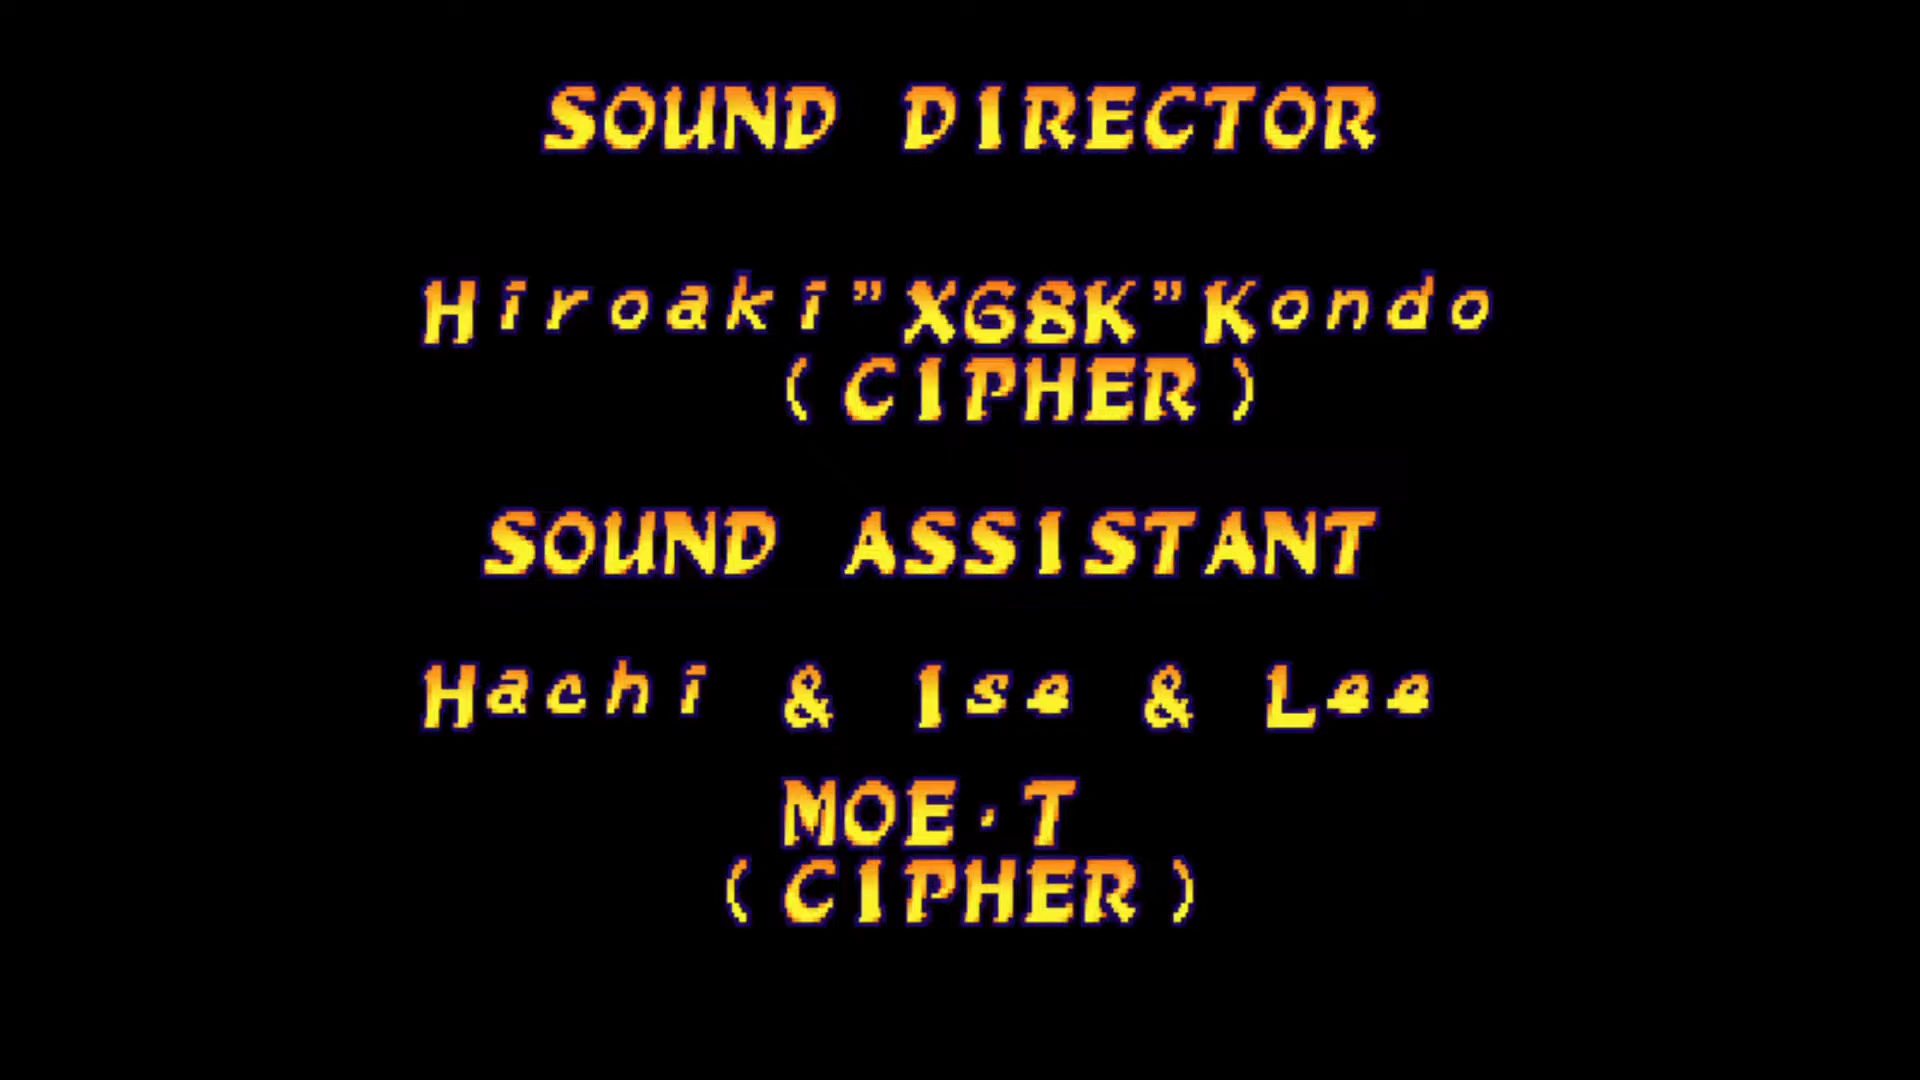 SOUND DIRECTOR
Hiroaki”X68K”Kondo
(CIPHER)
SOUND ASSISTANT
Hachi & Ise & Lee
MOE·T
(CIPHER)